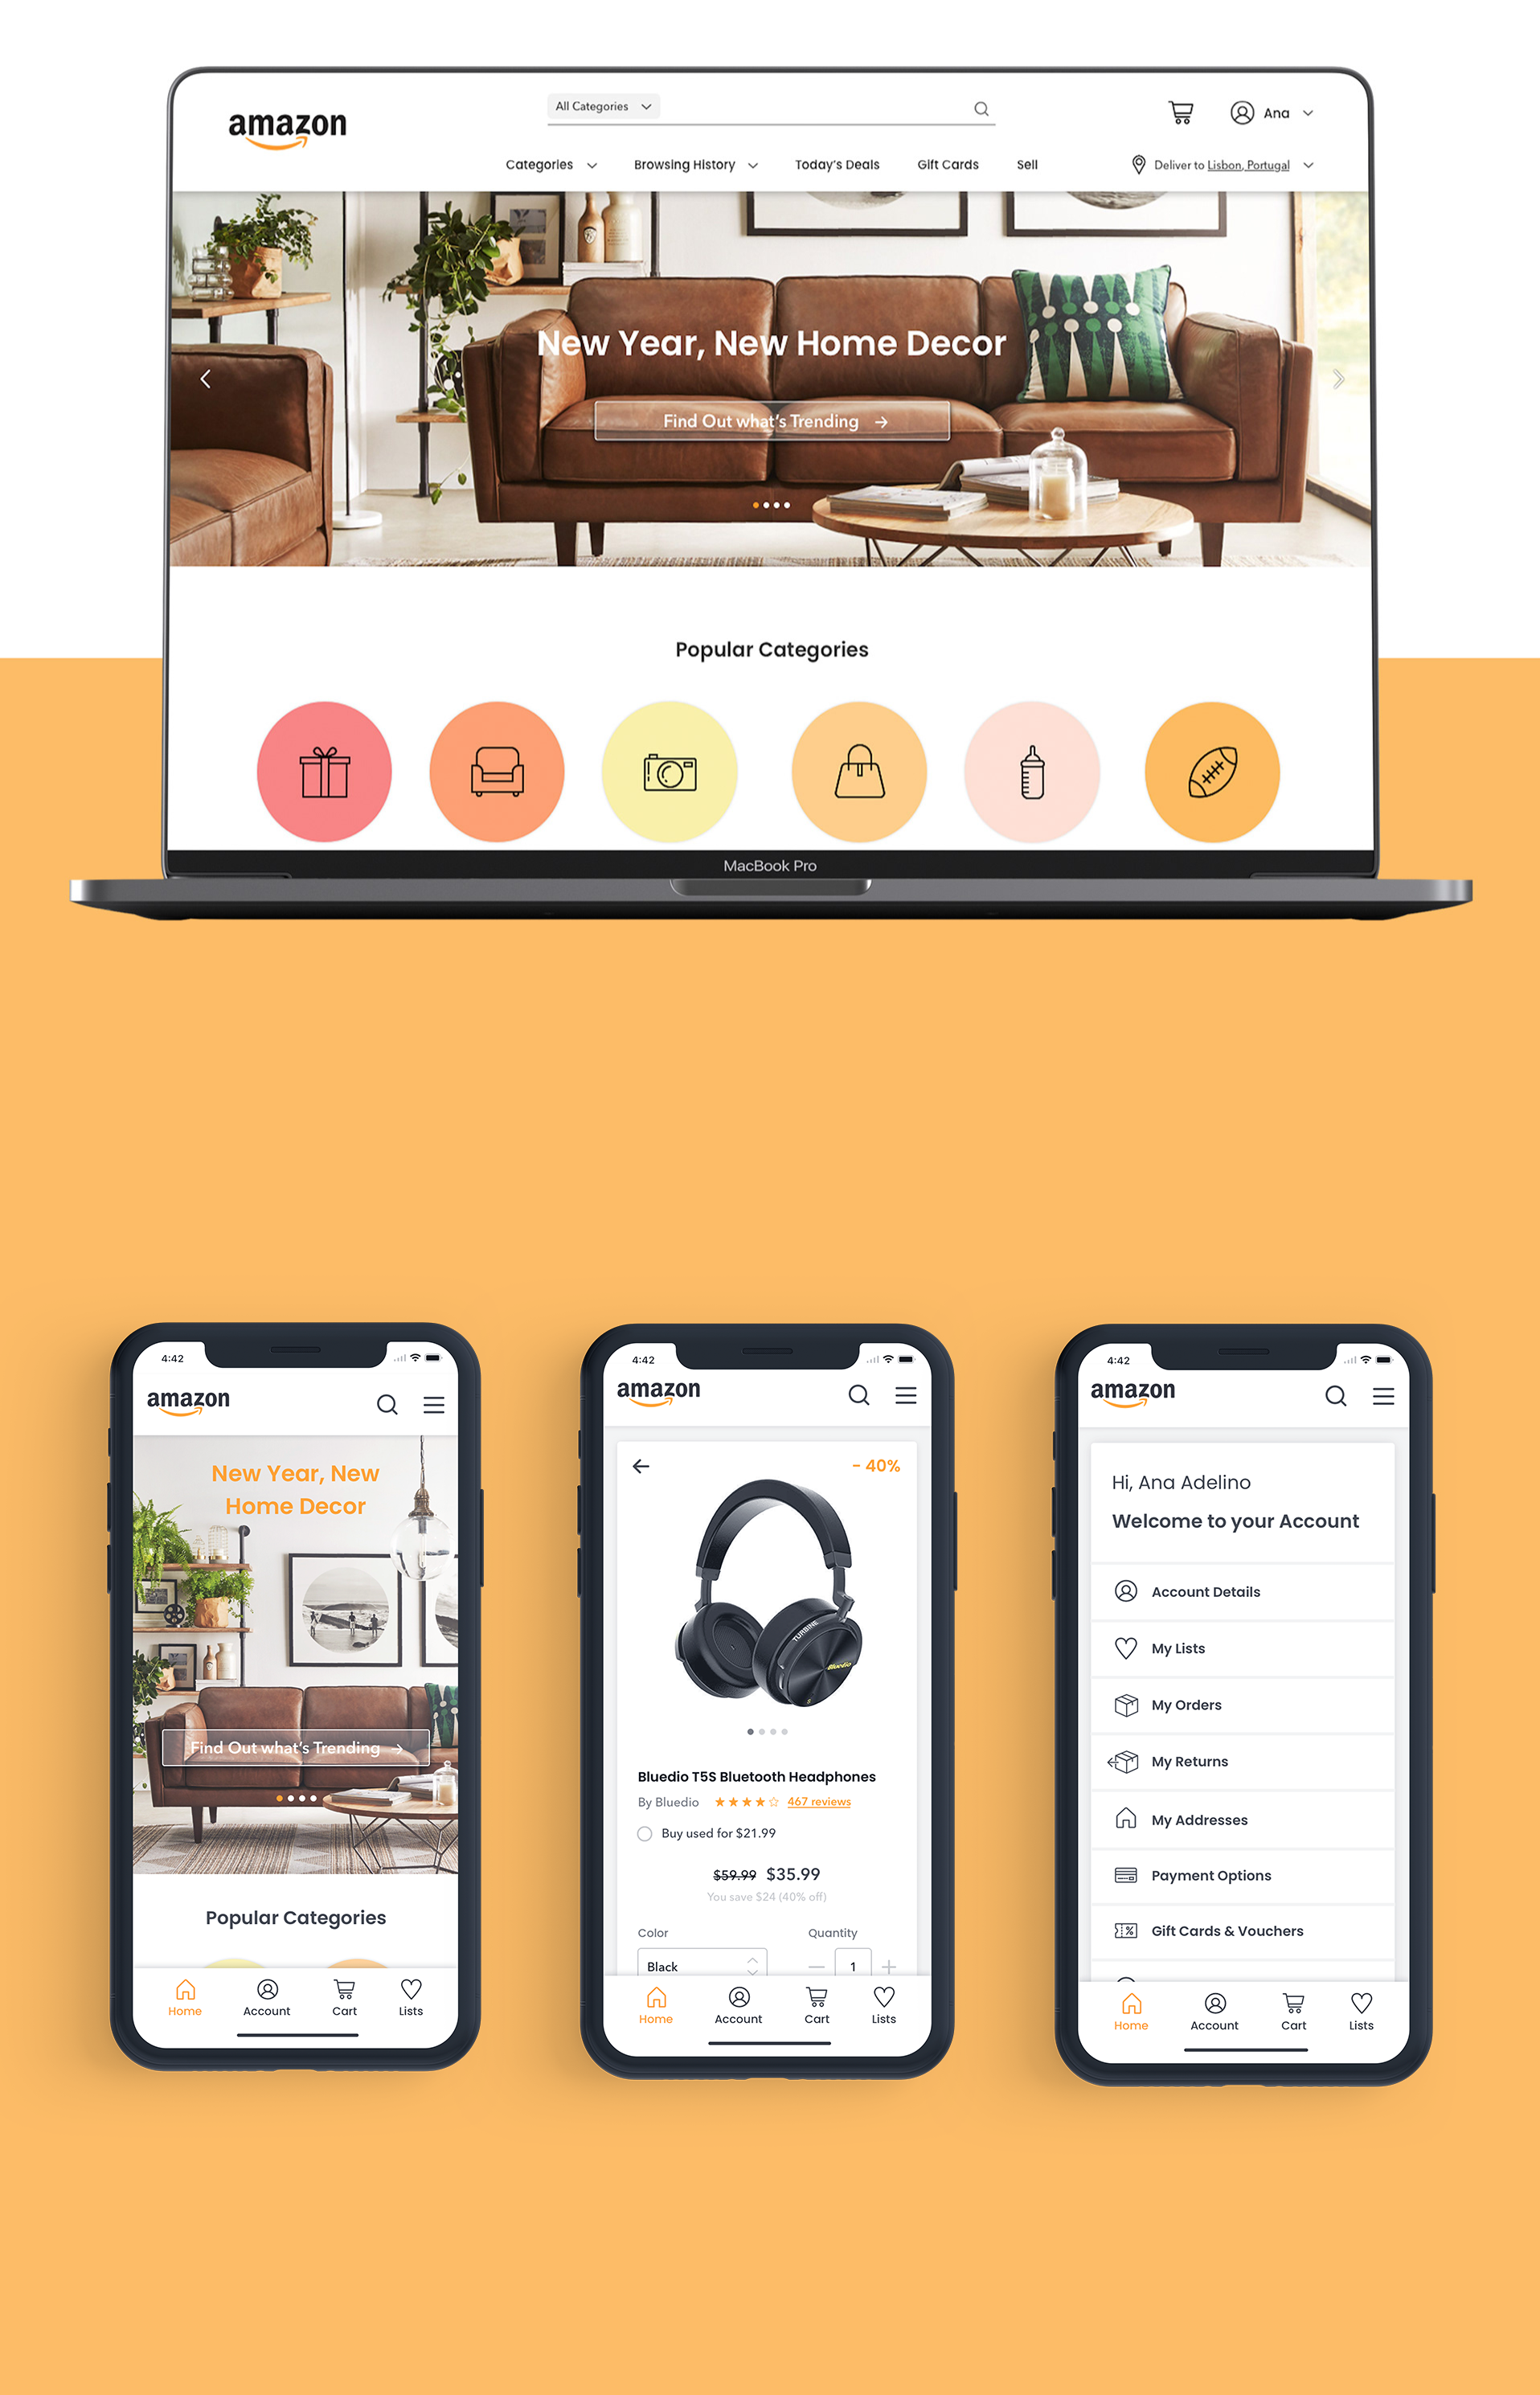 amazon
All Categories
Ana
Categories
Browsing History
Today's Deals
Gift Cards
Sell
Deliver to Lisbon, Portugal
New Year, New Home Decor
Find Out what's Trending
Popular Categories
MacBook Pro
4:42
amazon
New Year, New
Home Decor
Find Out what's Trending
Popular Categories
Home
Account
Cart
Lists
4:42
amazon
- 40%
TURBINE
Bluedio
Bluedio T5S Bluetooth Headphones
By Bluedio
467 reviews
Buy used for $21.99
$59.99 $35.99
You save $24 (40% off)
Color
Quantity
Black
1
Home
Account
Cart
Lists
4:42
amazon
Hi, Ana Adelino
Welcome to your Account
Account Details
My Lists
My Orders
My Returns
My Addresses
Payment Options
Gift Cards & Vouchers
Home
Account
Cart
Lists